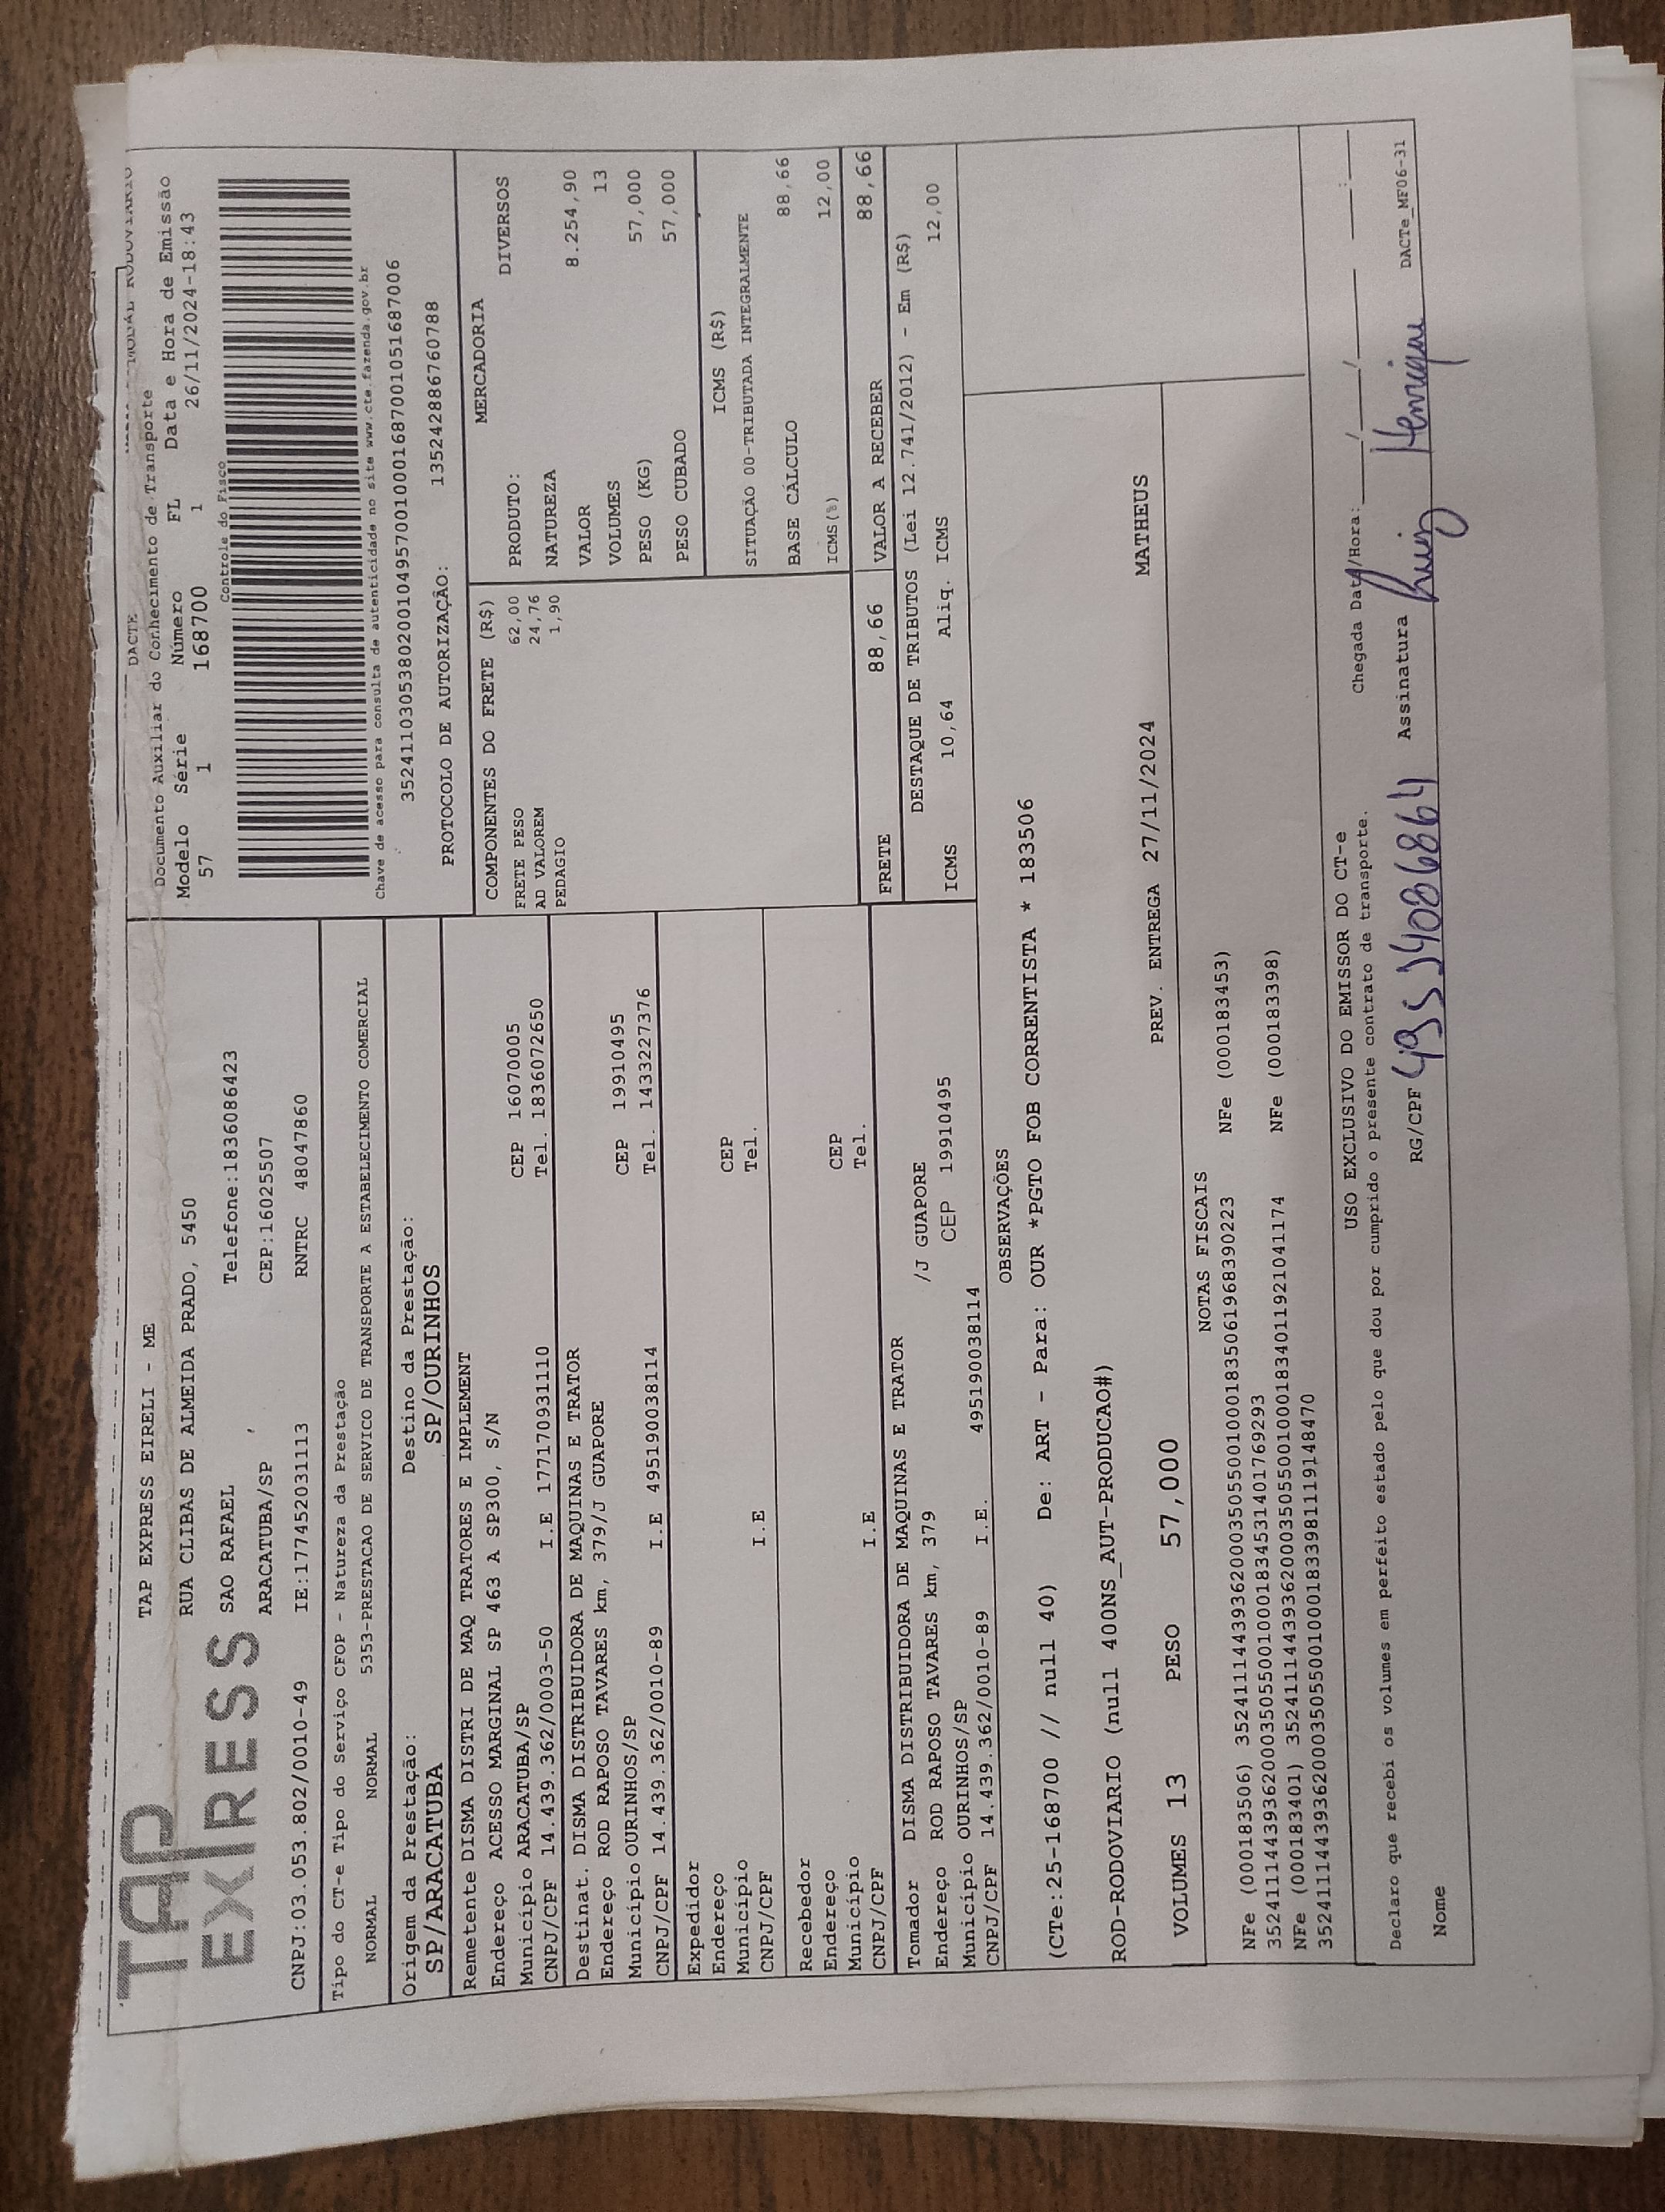 DACTE
TAP EXPRESS
TAP EXPRESS EIRELI - ME
RUA CLIBAS DE ALMEIDA PRADO, 5450
SAO RAFAEL Telefone:1836086423
ARACATUBA/SP CEP:16025507
CNPJ:03.053.802/0010-49 IE:177452031113 RNTRC 48047860
Documento Auxiliar do Conhecimento de Transporte
Modelo Série Número FL Data e Hora de Emissão
57 1 168700 1 26/11/2024-18:43
Controle do Fisco
Chave de acesso para consulta de autenticidade no site www.cte.fazenda.gov.br
35241103053802001049570010001687001051687006
PROTOCOLO DE AUTORIZAÇÃO: 135242886760788
Tipo do CT-e Tipo do Serviço CFOP - Natureza da Prestação
NORMAL NORMAL 5353-PRESTACAO DE SERVICO DE TRANSPORTE A ESTABELECIMENTO COMERCIAL
Origem da Prestação: Destino da Prestação:
SP/ARACATUBA SP/OURINHOS
Remetente DISMA DISTRI DE MAQ TRATORES E IMPLEMENT
Endereço ACESSO MARGINAL SP 463 A SP300, S/N
Município ARACATUBA/SP CEP 16070005
CNPJ/CPF 14.439.362/0003-50 I.E 177170931110 Tel. 1836072650
Destinat. DISMA DISTRIBUIDORA DE MAQUINAS E TRATOR
Endereço ROD RAPOSO TAVARES km, 379/J GUAPORE
Município OURINHOS/SP CEP 19910495
CNPJ/CPF 14.439.362/0010-89 I.E 495190038114 Tel. 1433227376
Expedidor
Endereço
Município CEP
CNPJ/CPF I.E Tel.
Recebedor
Endereço
Município CEP
CNPJ/CPF I.E Tel.
COMPONENTES DO FRETE (R$)
FRETE PESO 62,00
AD VALOREM 24,76
PEDAGIO 1,90
MERCADORIA
PRODUTO:
NATUREZA DIVERSOS
VALOR 8.254,90
VOLUMES 13
PESO (KG) 57,000
PESO CUBADO 57,000
ICMS (R$)
SITUAÇÃO 00-TRIBUTADA INTEGRALMENTE
BASE CÁLCULO 88,66
ICMS(%) 12,00
FRETE 88,66 VALOR A RECEBER 88,66
DESTAQUE DE TRIBUTOS (Lei 12.741/2012) - Em (R$)
ICMS 10,64 Aliq. ICMS 12,00
Tomador DISMA DISTRIBUIDORA DE MAQUINAS E TRATOR
Endereço ROD RAPOSO TAVARES km, 379 /J GUAPORE
Município OURINHOS/SP CEP 19910495
CNPJ/CPF 14.439.362/0010-89 I.E. 495190038114
OBSERVAÇÕES
(CTe:25-168700 // null 40) De: ART - Para: OUR *PGTO FOB CORRENTISTA * 183506
ROD-RODOVIARIO (null 400NS_AUT-PRODUCAO#)
PREV. ENTREGA 27/11/2024 MATHEUS
VOLUMES 13 PESO 57,000
NOTAS FISCAIS
NFe (000183506) 35241114439362000350550010001835061968390223 NFe (000183453)
35241114439362000350550010001834531401769293
NFe (000183401) 35241114439362000350550010001834011921041174 NFe (000183398)
35241114439362000350550010001833981119148470
USO EXCLUSIVO DO EMISSOR DO CT-e
Declaro que recebi os volumes em perfeito estado pelo que dou por cumprido o presente contrato de transporte.
Chegada Data/Hora: ___/___/___ ___:___
Nome RG/CPF Assinatura Henrique
DACTe_MF06-31